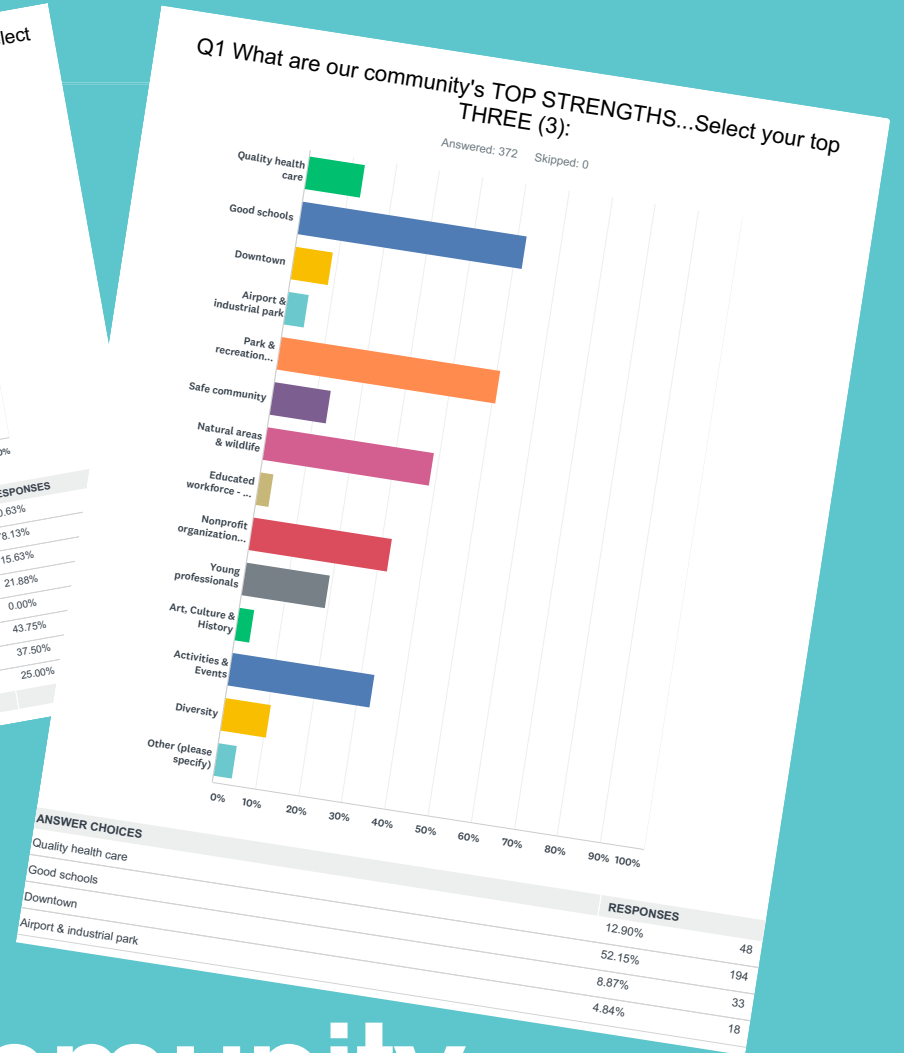 lect
0%
ESPONSES
0.63%
8.13%
15.63%
21.88%
0.00%
43.75%
37.50%
25.00%
Q1 What are our community's TOP STRENGTHS...Select your top
THREE (3):
Answered: 372 Skipped: 0
Quality health
care
Good schools
Downtown
Airport &
industrial park
Park &
recreation...
Safe community
Natural areas
& wildlife
Educated
workforce - ...
Nonprofit
organization...
Young
professionals
Art, Culture &
History
Activities &
Events
Diversity
Other (please
specify)
0% 10% 20% 30% 40% 50% 60% 70% 80% 90% 100%
ANSWER CHOICES RESPONSES
Quality health care 12.90% 48
Good schools 52.15% 194
Downtown 8.87% 33
Airport & industrial park 4.84% 18
mmunity